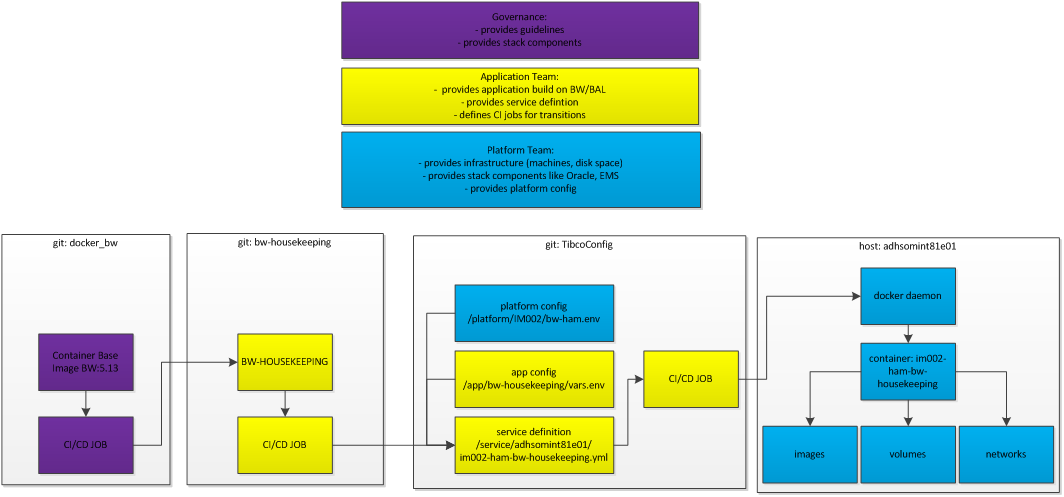 Governance:
- provides guidelines
- provides stack components
Application Team:
- provides application build on BW/BAL
- provides service defintion
- defines CI jobs for transitions
Platform Team:
- provides infrastructure (machines, disk space)
- provides stack components like Oracle, EMS
- provides platform config
git: docker_bw
Container Base
Image BW:5.13
CI/CD JOB
git: bw-housekeeping
BW-HOUSEKEEPING
CI/CD JOB
git: TibcoConfig
platform config
/platform/IM002/bw-ham.env
app config
/app/bw-housekeeping/vars.env
service definition
/service/adhsomint81e01/
im002-ham-bw-housekeeping.yml
CI/CD JOB
host: adhsomint81e01
docker daemon
container: im002-
ham-bw-
housekeeping
images
volumes
networks